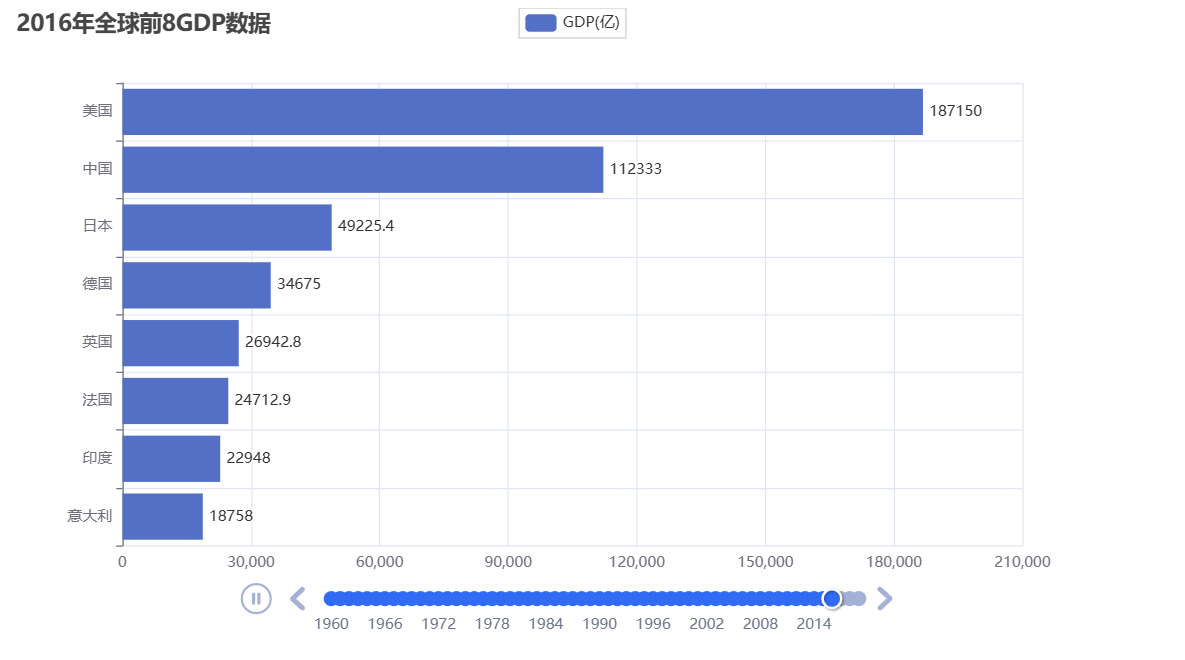 2016年全球前8GDP数据
GDP(亿)
美国 187150
中国 112333
日本 49225.4
德国 34675
英国 26942.8
法国 24712.9
印度 22948
意大利 18758
0 30,000 60,000 90,000 120,000 150,000 180,000 210,000
1960 1966 1972 1978 1984 1990 1996 2002 2008 2014